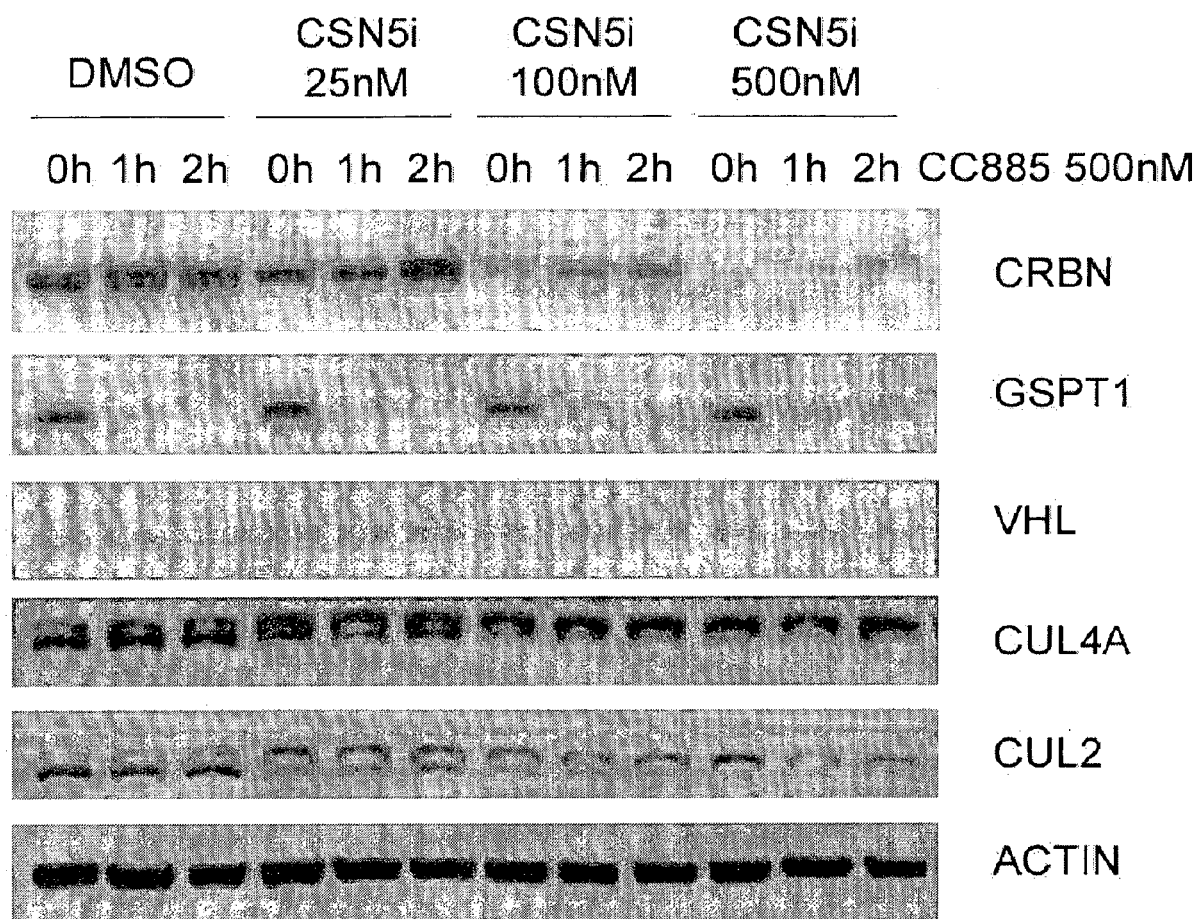 CSN5i CSN5i CSN5i
DMSO 25nM 100nM 500nM
0h 1h 2h 0h 1h 2h 0h 1h 2h 0h 1h 2h CC885 500nM
CRBN
GSPT1
VHL
CUL4A
CUL2
ACTIN